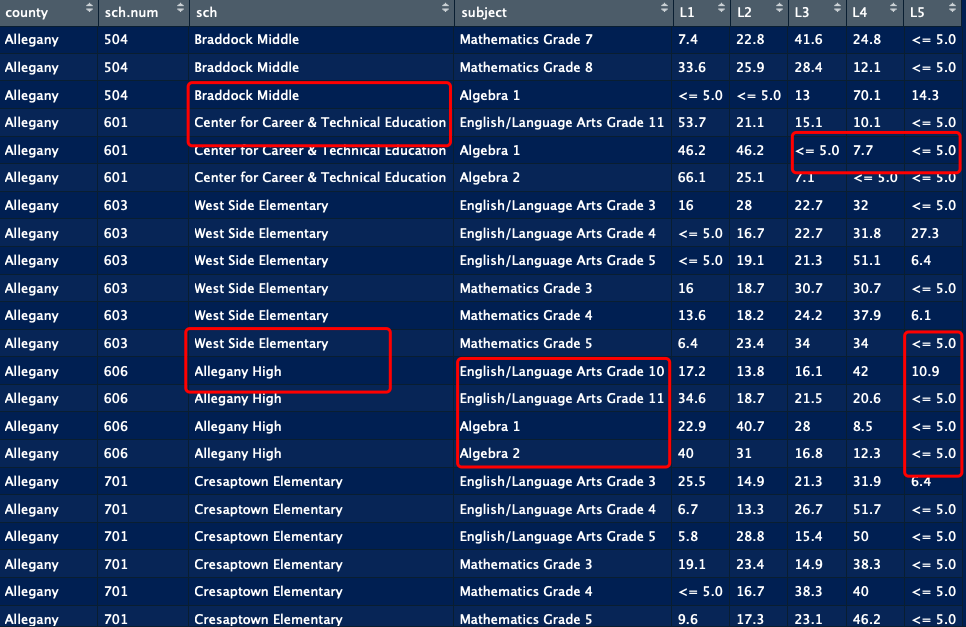 county sch.num sch subject L1 L2 L3 L4 L5
Allegany 504 Braddock Middle Mathematics Grade 7 7.4 22.8 41.6 24.8 <= 5.0
Allegany 504 Braddock Middle Mathematics Grade 8 33.6 25.9 28.4 12.1 <= 5.0
Allegany 504 Braddock Middle Algebra 1 <= 5.0 <= 5.0 13 70.1 14.3
Allegany 601 Center for Career & Technical Education English/Language Arts Grade 11 53.7 21.1 15.1 10.1 <= 5.0
Allegany 601 Center for Career & Technical Education Algebra 1 46.2 46.2 <= 5.0 7.7 <= 5.0
Allegany 601 Center for Career & Technical Education Algebra 2 66.1 25.1 7.1 <= 5.0 <= 5.0
Allegany 603 West Side Elementary English/Language Arts Grade 3 16 28 22.7 32 <= 5.0
Allegany 603 West Side Elementary English/Language Arts Grade 4 <= 5.0 16.7 22.7 31.8 27.3
Allegany 603 West Side Elementary English/Language Arts Grade 5 <= 5.0 19.1 21.3 51.1 6.4
Allegany 603 West Side Elementary Mathematics Grade 3 16 18.7 30.7 30.7 <= 5.0
Allegany 603 West Side Elementary Mathematics Grade 4 13.6 18.2 24.2 37.9 6.1
Allegany 603 West Side Elementary Mathematics Grade 5 6.4 23.4 34 34 <= 5.0
Allegany 606 Allegany High English/Language Arts Grade 10 17.2 13.8 16.1 42 10.9
Allegany 606 Allegany High English/Language Arts Grade 11 34.6 18.7 21.5 20.6 <= 5.0
Allegany 606 Allegany High Algebra 1 22.9 40.7 28 8.5 <= 5.0
Allegany 606 Allegany High Algebra 2 40 31 16.8 12.3 <= 5.0
Allegany 701 Cresaptown Elementary English/Language Arts Grade 3 25.5 14.9 21.3 31.9 6.4
Allegany 701 Cresaptown Elementary English/Language Arts Grade 4 6.7 13.3 26.7 51.7 <= 5.0
Allegany 701 Cresaptown Elementary English/Language Arts Grade 5 5.8 28.8 15.4 50 <= 5.0
Allegany 701 Cresaptown Elementary Mathematics Grade 3 19.1 23.4 14.9 38.3 <= 5.0
Allegany 701 Cresaptown Elementary Mathematics Grade 4 <= 5.0 16.7 38.3 40 <= 5.0
Allegany 701 Cresaptown Elementary Mathematics Grade 5 9.6 17.3 23.1 46.2 <= 5.0